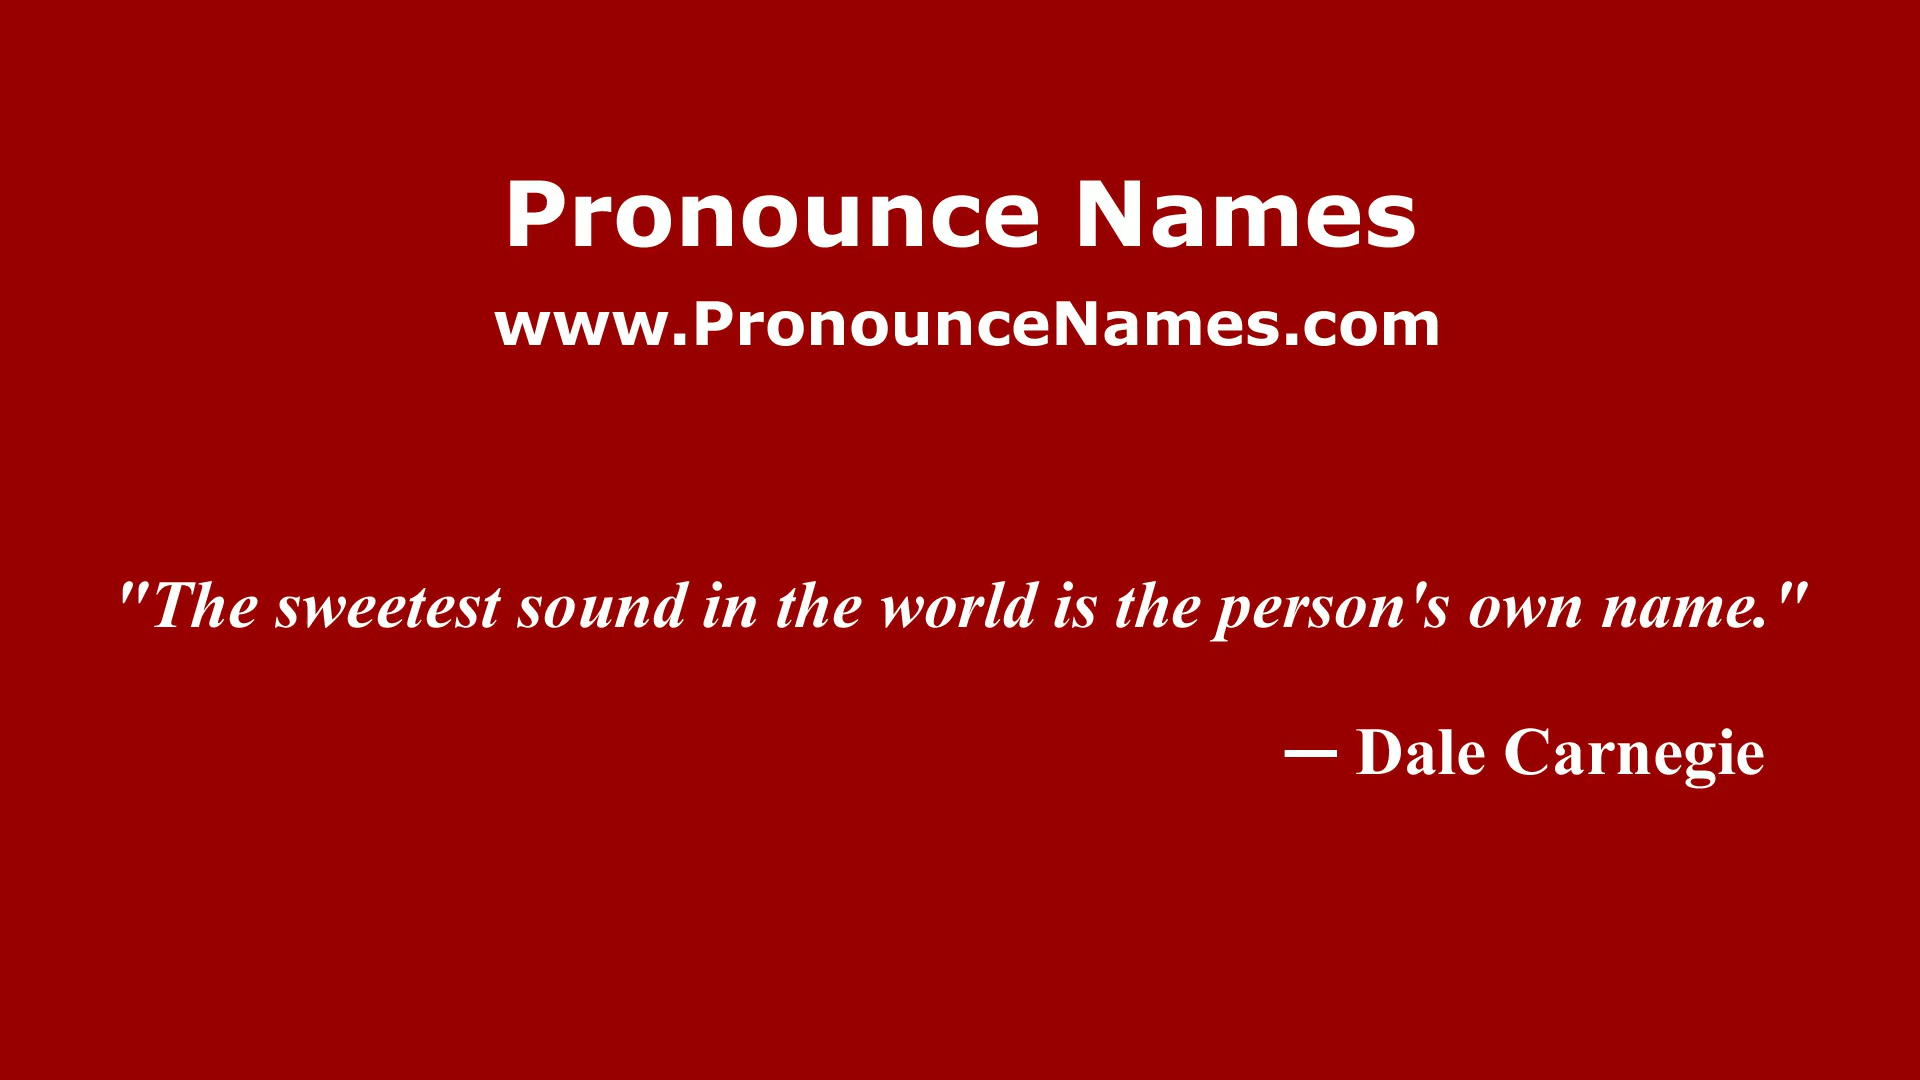 Pronounce Names
www.PronounceNames.com
"The sweetest sound in the world is the person's own name."
— Dale Carnegie